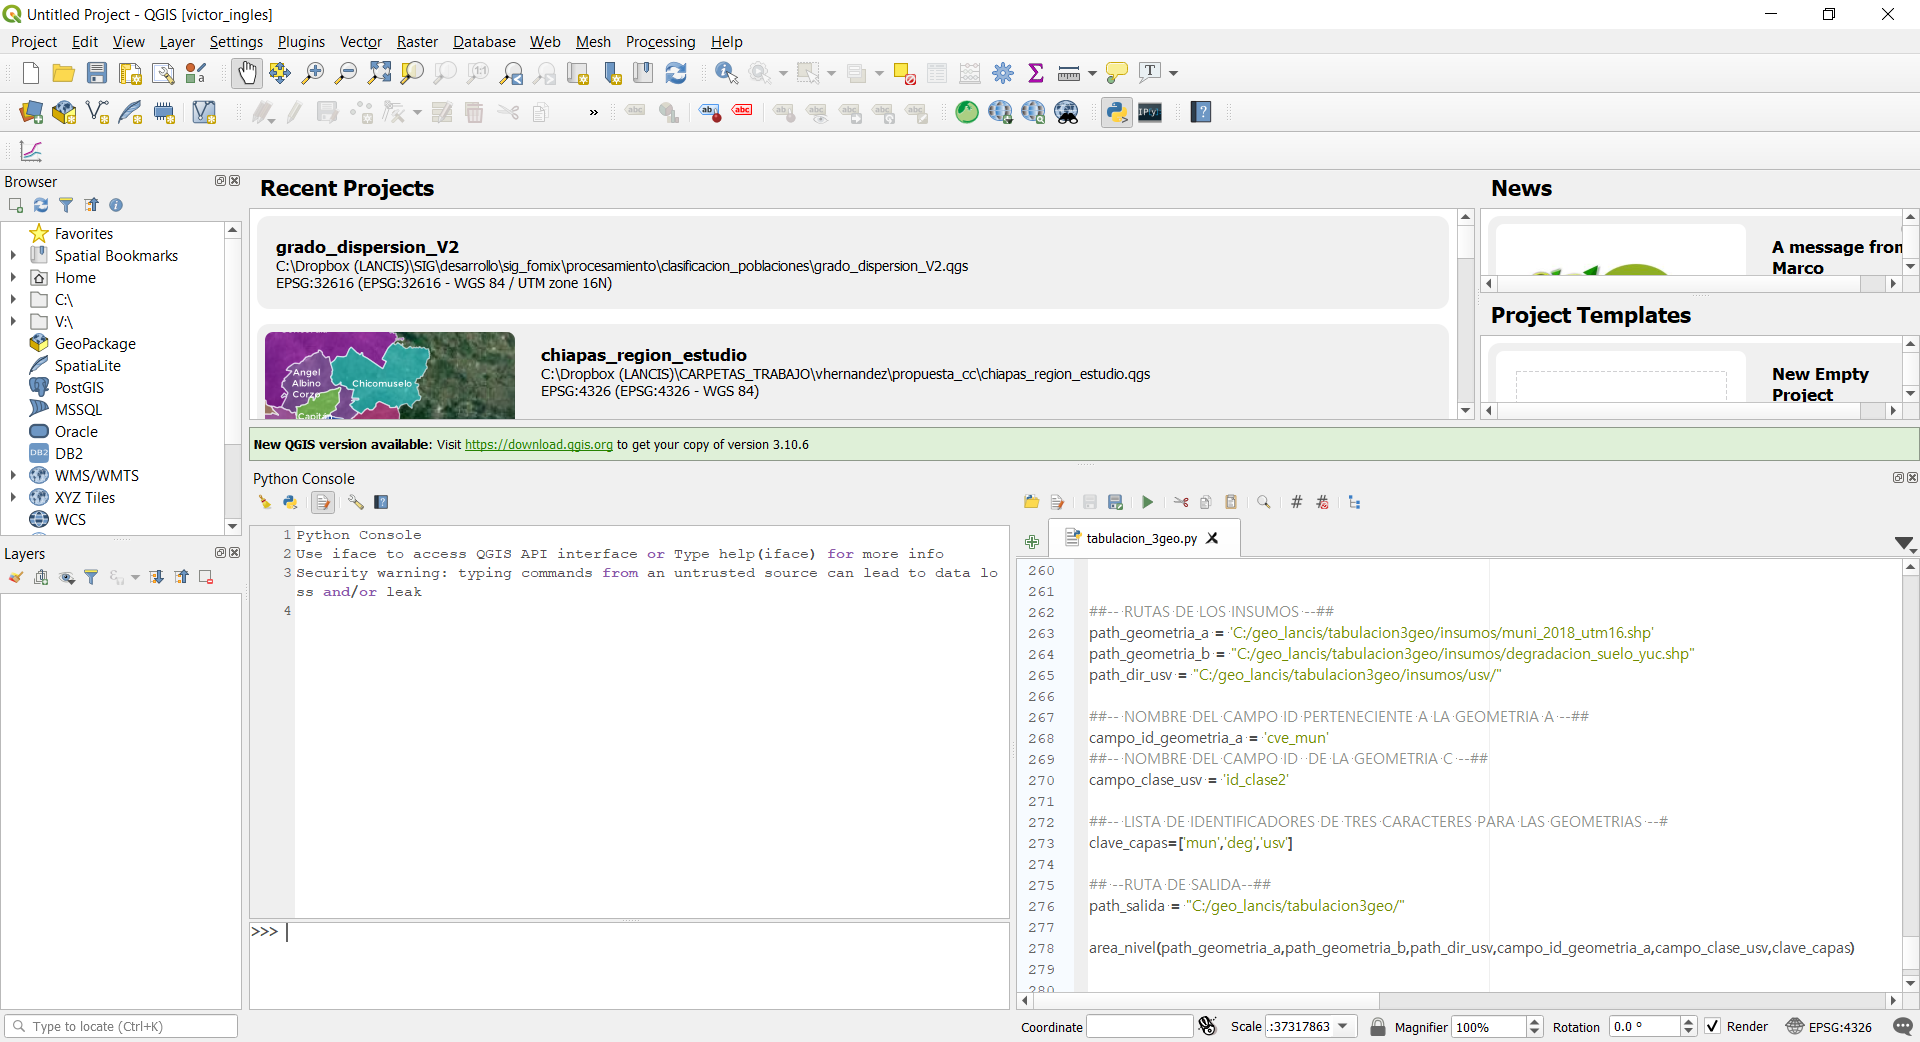 Untitled Project - QGIS [victor_ingles]
Project Edit View Layer Settings Plugins Vector Raster Database Web Mesh Processing Help
Browser
Favorites
Spatial Bookmarks
Home
C:\
V:\
GeoPackage
SpatiaLite
PostGIS
MSSQL
Oracle
DB2
WMS/WMTS
XYZ Tiles
WCS
Layers
Type to locate (Ctrl+K)
Recent Projects
grado_dispersion_V2
C:\Dropbox (LANCIS)\SIG\desarrollo\sig_fomix\procesamiento\clasificacion_poblaciones\grado_dispersion_V2.qgs
EPSG:32616 (EPSG:32616 - WGS 84 / UTM zone 16N)
Angel
Albino
Corzo
Chicomuselo
chiapas_region_estudio
C:\Dropbox (LANCIS)\CARPETAS_TRABAJO\vhernandez\propuesta_cc\chiapas_region_estudio.qgs
EPSG:4326 (EPSG:4326 - WGS 84)
News
A message from
Marco
Project Templates
New Empty
Project
New QGIS version available: Visit https://download.qgis.org to get your copy of version 3.10.6
Python Console
1 Python Console
2 Use iface to access QGIS API interface or Type help(iface) for more info
3 Security warning: typing commands from an untrusted source can lead to data lo
ss and/or leak
4
>>>
tabulacion_3geo.py
260
261
262 ##-- RUTAS DE LOS INSUMOS --##
263 path_geometria_a = 'C:/geo_lancis/tabulacion3geo/insumos/muni_2018_utm16.shp'
264 path_geometria_b = "C:/geo_lancis/tabulacion3geo/insumos/degradacion_suelo_yuc.shp"
265 path_dir_usv = "C:/geo_lancis/tabulacion3geo/insumos/usv/"
266
267 ##-- NOMBRE DEL CAMPO ID PERTENECIENTE A LA GEOMETRIA A --##
268 campo_id_geometria_a = 'cve_mun'
269 ##-- NOMBRE DEL CAMPO ID  DE LA GEOMETRIA C --##
270 campo_clase_usv = 'id_clase2'
271
272 ##-- LISTA DE IDENTIFICADORES DE TRES CARACTERES PARA LAS GEOMETRIAS --#
273 clave_capas=['mun','deg','usv']
274
275 ## --RUTA DE SALIDA--##
276 path_salida = "C:/geo_lancis/tabulacion3geo/"
277
278 area_nivel(path_geometria_a,path_geometria_b,path_dir_usv,campo_id_geometria_a,campo_clase_usv,clave_capas)
279
280
Coordinate Scale :37317863 Magnifier 100% Rotation 0.0 ° Render EPSG:4326